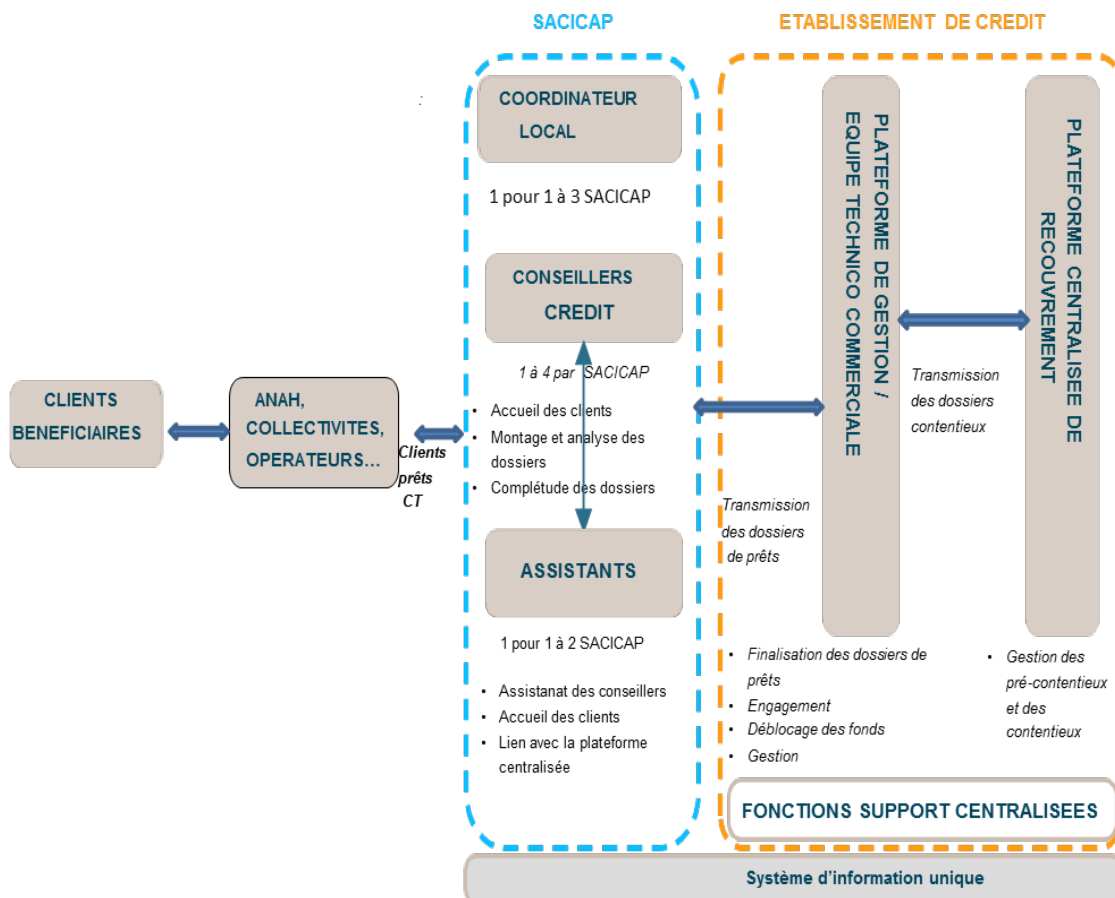 SACICAP
ETABLISSEMENT DE CREDIT
:
COORDINATEUR
LOCAL
1 pour 1 à 3 SACICAP
CONSEILLERS
CREDIT
1 à 4 par SACICAP
• Accueil des clients
• Montage et analyse des
dossiers
• Complétude des dossiers
CLIENTS
BENEFICIAIRES
ANAH,
COLLECTIVITES,
OPERATEURS…
Clients
prêts
CT
ASSISTANTS
1 pour 1 à 2 SACICAP
• Assistanat des conseillers
• Accueil des clients
• Lien avec la plateforme
centralisée
PLATEFORME DE GESTION /
EQUIPE TECHNICO COMMERCIALE
Transmission
des dossiers
de prêts
• Finalisation des dossiers de
prêts
• Engagement
• Déblocage des fonds
• Gestion
Transmission
des dossiers
contentieux
PLATEFORME CENTRALISEE DE
RECOUVREMENT
• Gestion des
pré-contentieux
et des
contentieux
FONCTIONS SUPPORT CENTRALISEES
Système d'information unique